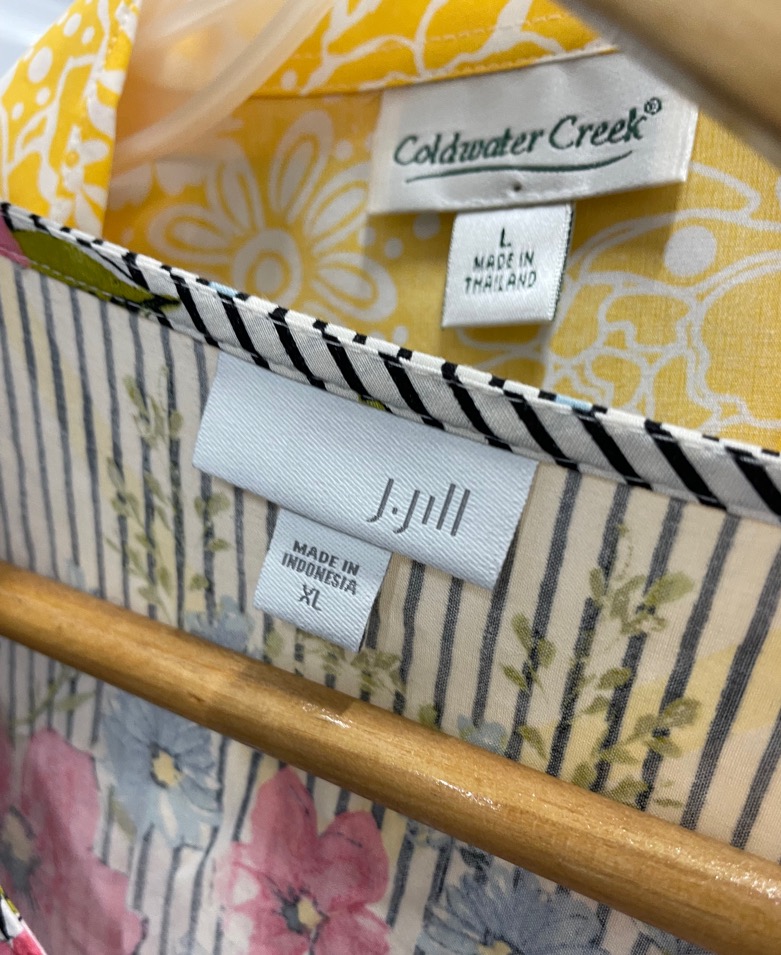 Coldwater Creek®
L
MADE IN
THAILAND
J.Jill
MADE IN
INDONESIA
XL